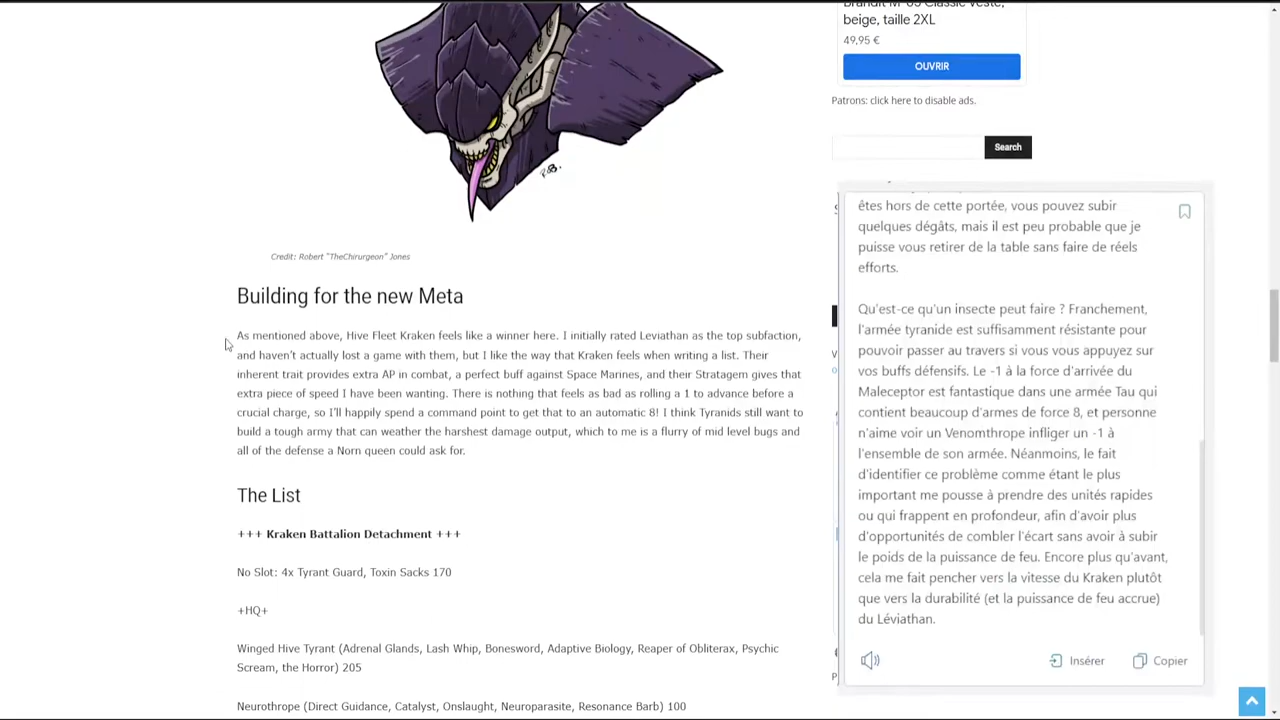 Brandit M-65 Classic Veste,
beige, taille 2XL
49,95 €
OUVRIR
Patrons: click here to disable ads.
Search
Credit: Robert "TheChirurgeon" Jones
Building for the new Meta
As mentioned above, Hive Fleet Kraken feels like a winner here. I initially rated Leviathan as the top subfaction,
and haven't actually lost a game with them, but I like the way that Kraken feels when writing a list. Their
inherent trait provides extra AP in combat, a perfect buff against Space Marines, and their Stratagem gives that
extra piece of speed I have been wanting. There is nothing that feels as bad as rolling a 1 to advance before a
crucial charge, so I'll happily spend a command point to get that to an automatic 8! I think Tyranids still want to
build a tough army that can weather the harshest damage output, which to me is a flurry of mid level bugs and
all of the defense a Norn queen could ask for.
The List
+++ Kraken Battalion Detachment +++
No Slot: 4x Tyrant Guard, Toxin Sacks 170
+HQ+
Winged Hive Tyrant (Adrenal Glands, Lash Whip, Bonesword, Adaptive Biology, Reaper of Obliterax, Psychic
Scream, the Horror) 205
Neurothrope (Direct Guidance, Catalyst, Onslaught, Neuroparasite, Resonance Barb) 100
êtes hors de cette portée, vous pouvez subir
quelques dégâts, mais il est peu probable que je
puisse vous retirer de la table sans faire de réels
efforts.
Qu'est-ce qu'un insecte peut faire ? Franchement,
l'armée tyranide est suffisamment résistante pour
pouvoir passer au travers si vous vous appuyez sur
vos buffs défensifs. Le -1 à la force d'arrivée du
Maleceptor est fantastique dans une armée Tau qui
contient beaucoup d'armes de force 8, et personne
n'aime voir un Venomthrope infliger un -1 à
l'ensemble de son armée. Néanmoins, le fait
d'identifier ce problème comme étant le plus
important me pousse à prendre des unités rapides
ou qui frappent en profondeur, afin d'avoir plus
d'opportunités de combler l'écart sans avoir à subir
le poids de la puissance de feu. Encore plus qu'avant,
cela me fait pencher vers la vitesse du Kraken plutôt
que vers la durabilité (et la puissance de feu accrue)
du Léviathan.
Insérer
Copier